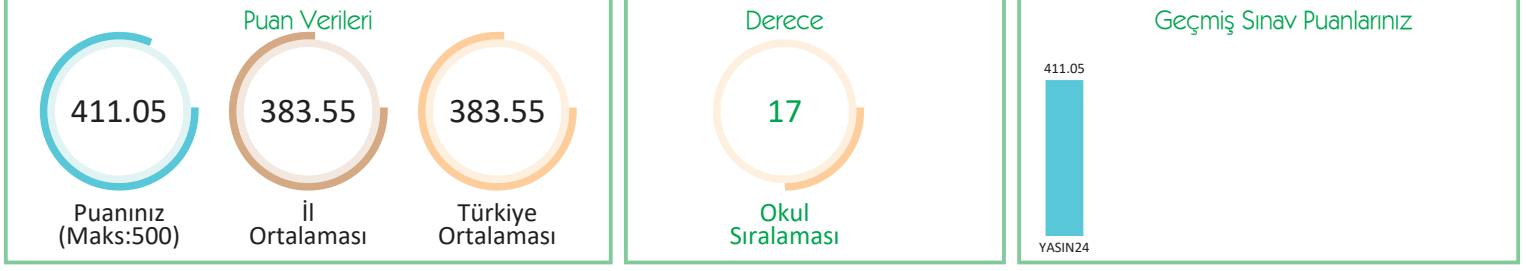 Puan Verileri
411.05
383.55
383.55
Puanınız
(Maks:500)
İl
Ortalaması
Türkiye
Ortalaması
Derece
17
Okul
Sıralaması
Geçmiş Sınav Puanlarınız
411.05
YASIN24